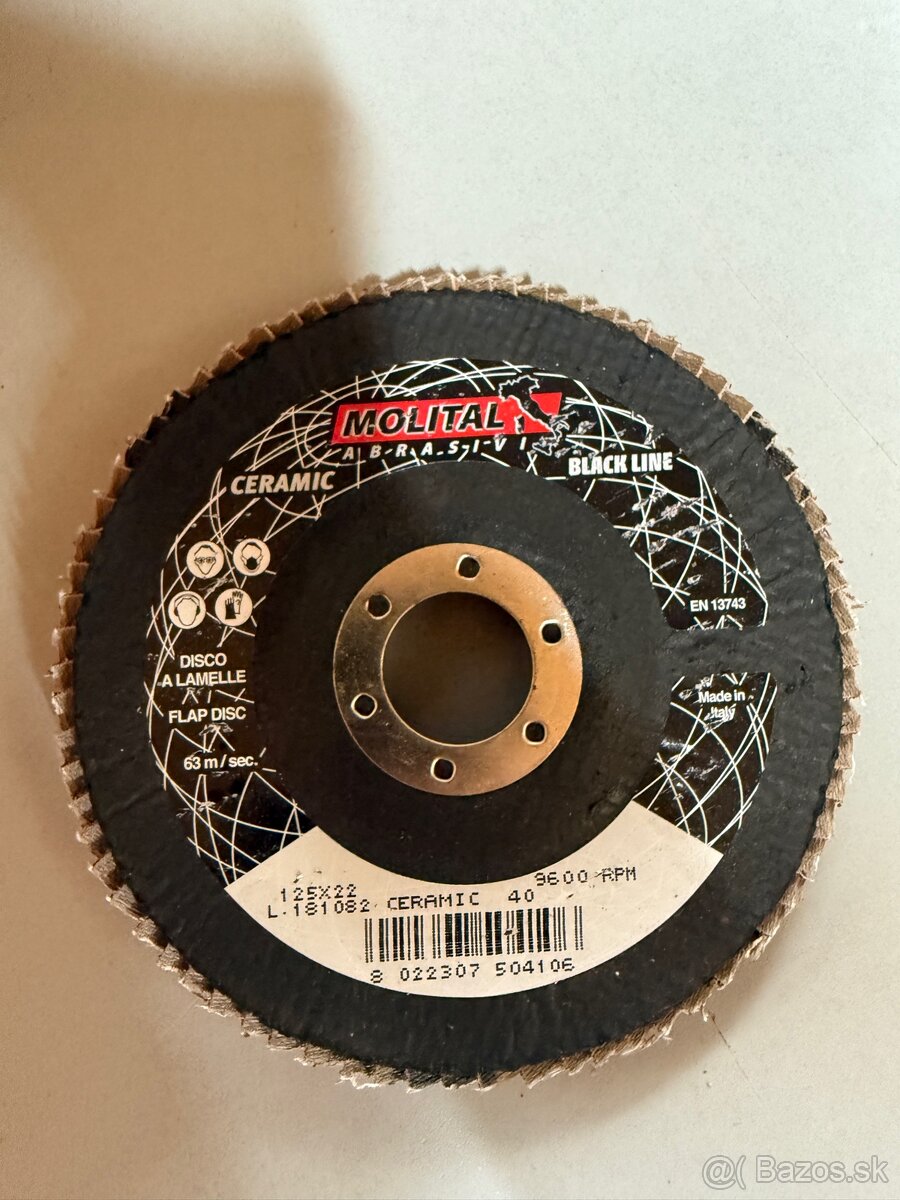 MOLITAL
ABRASIVI
CERAMIC
BLACK LINE
EN 13743
DISCO
A LAMELLE
FLAP DISC
63 m/sec.
Made in
Italy
125X22 9600 RPM
L-181082 CERAMIC 40
8 022307 504106
@( Bazos.sk